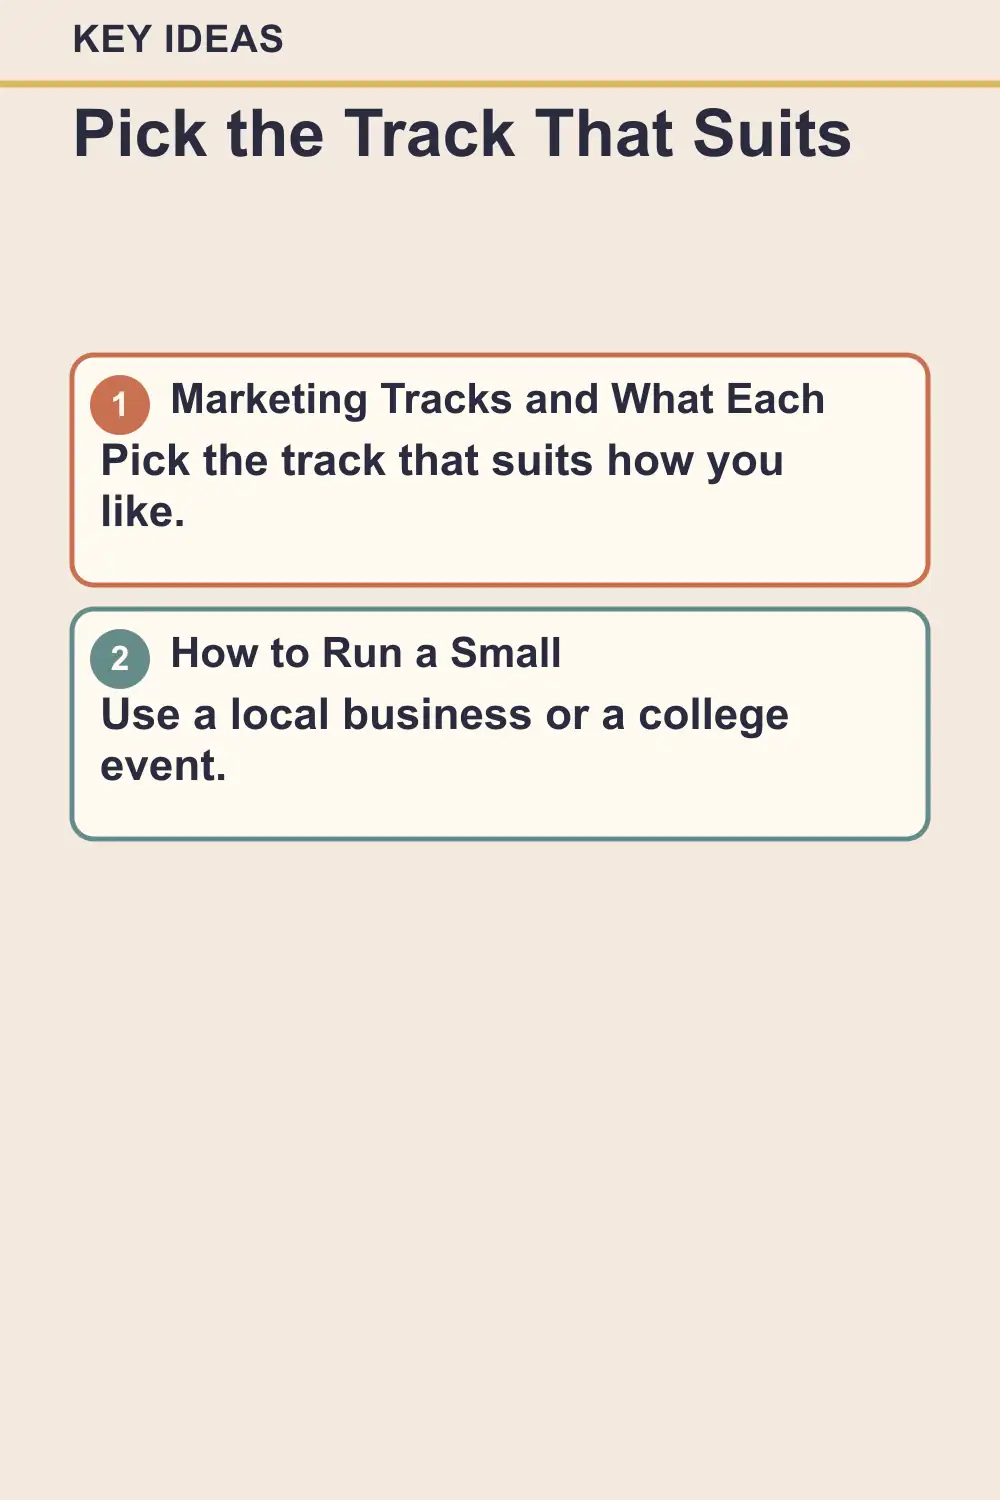 KEY IDEAS
Pick the Track That Suits
1 Marketing Tracks and What Each
Pick the track that suits how you
like.
2 How to Run a Small
Use a local business or a college
event.